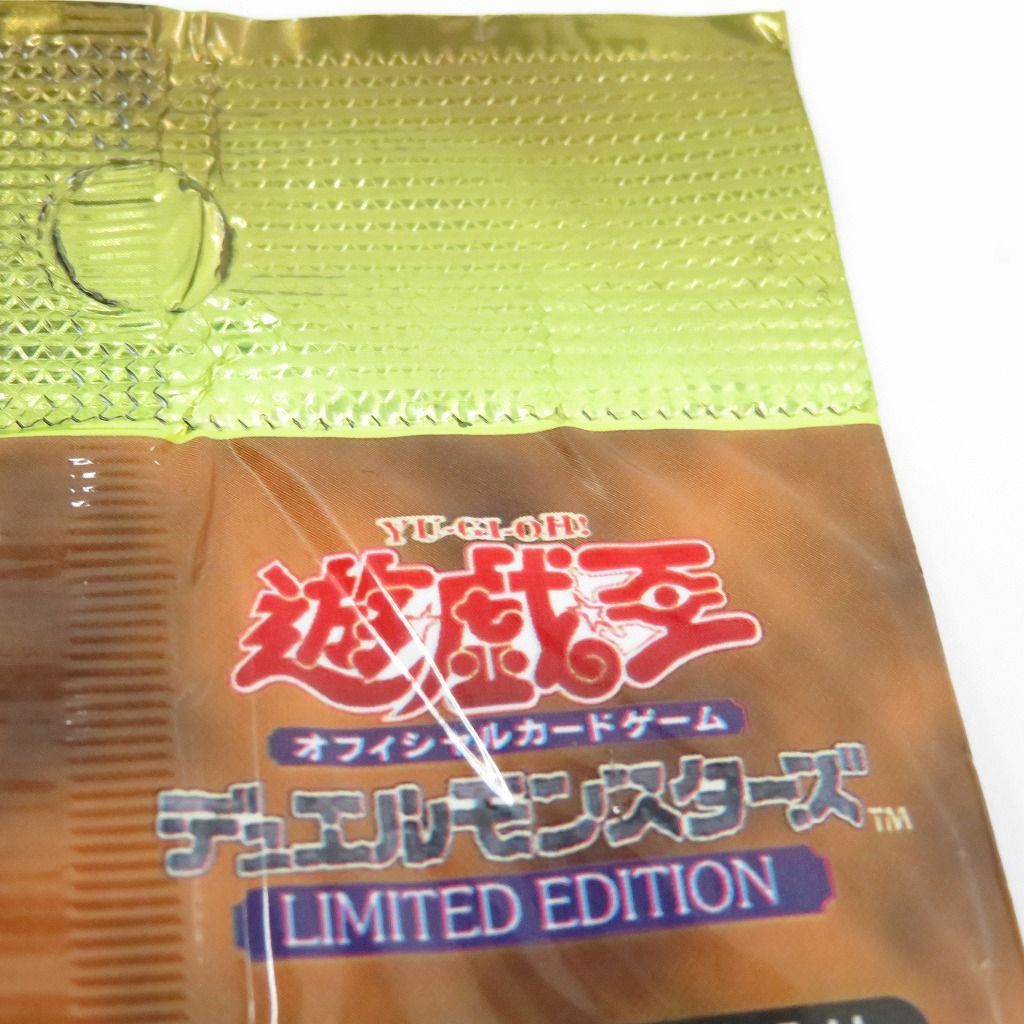 YU-GI-OH!
遊戯王
オフィシャルカードゲーム
デュエルモンスターズ™
LIMITED EDITION